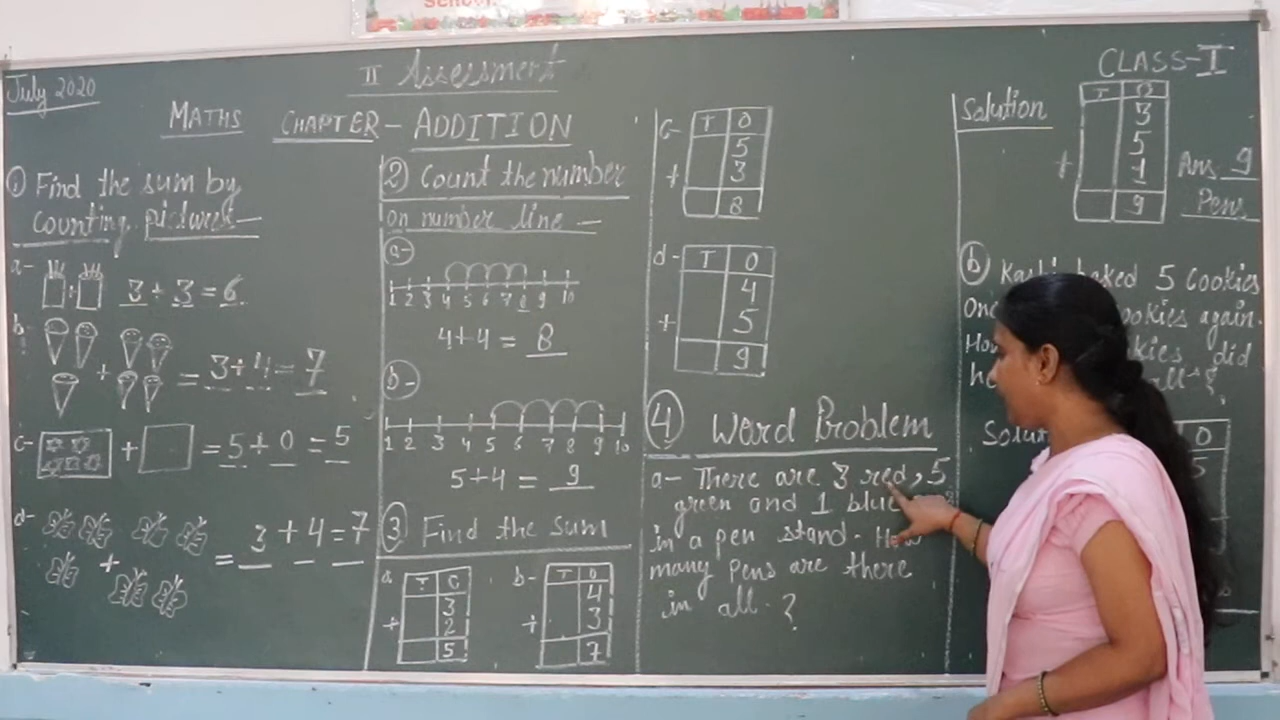 School.
July 2020
II Assessment
CLASS-I
MATHS CHAPTER - ADDITION
① Find the sum by
counting pictures—
a- 3 + 3 = 6
b- + = 3+4=7
c- + = 5+0=5
d- + = 3+4=7
② Count the number
on number line —
a-
1 2 3 4 5 6 7 8 9 10
4+4 = 8
b-
1 2 3 4 5 6 7 8 9 10
5+4 = 9
③ Find the sum
a-
T O
3
+ 2
5
b- T O
4
+ 3
7
c- T O
5
+ 3
8
d- T O
4
+ 5
9
④ Word Problem
a- There are 3 red, 5
green and 1 blue
in a pen stand. How
many pens are there
in all. ?
Solution
T O
3
5
+ 1
9
Ans. 9
Pens
b baked 5 Cookies
again.
did
O
5